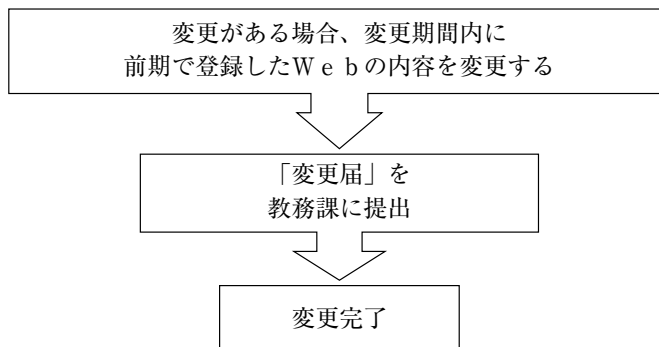 変更がある場合、変更期間内に
前期で登録したＷｅｂの内容を変更する
「変更届」を
教務課に提出
変更完了